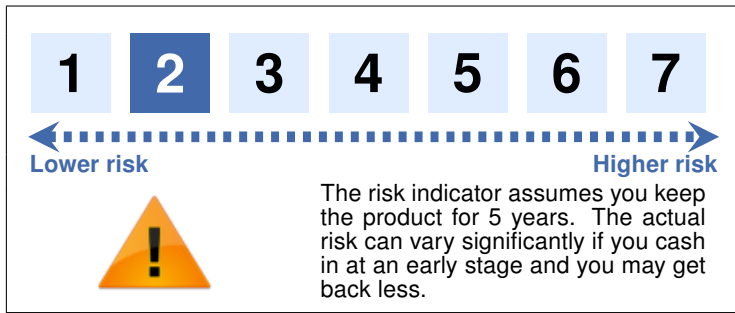 1 2 3 4 5 6 7
Lower risk Higher risk
The risk indicator assumes you keep
the product for 5 years. The actual
risk can vary significantly if you cash
in at an early stage and you may get
back less.